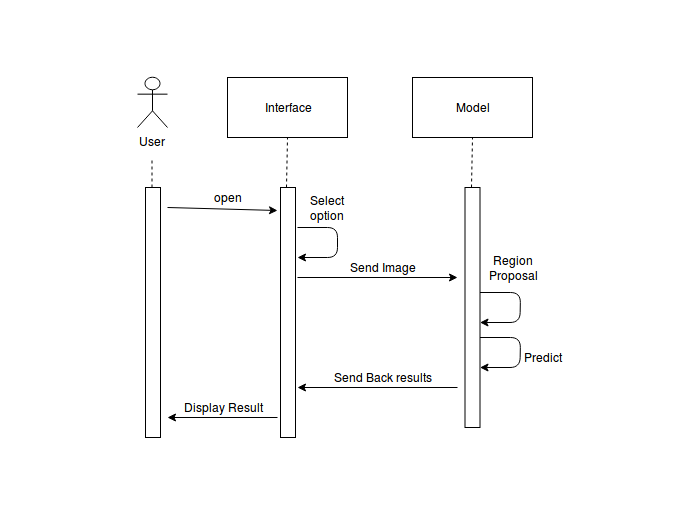 Interface
Model
User
open
Select
option
Send Image
Region
Proposal
Predict
Send Back results
Display Result